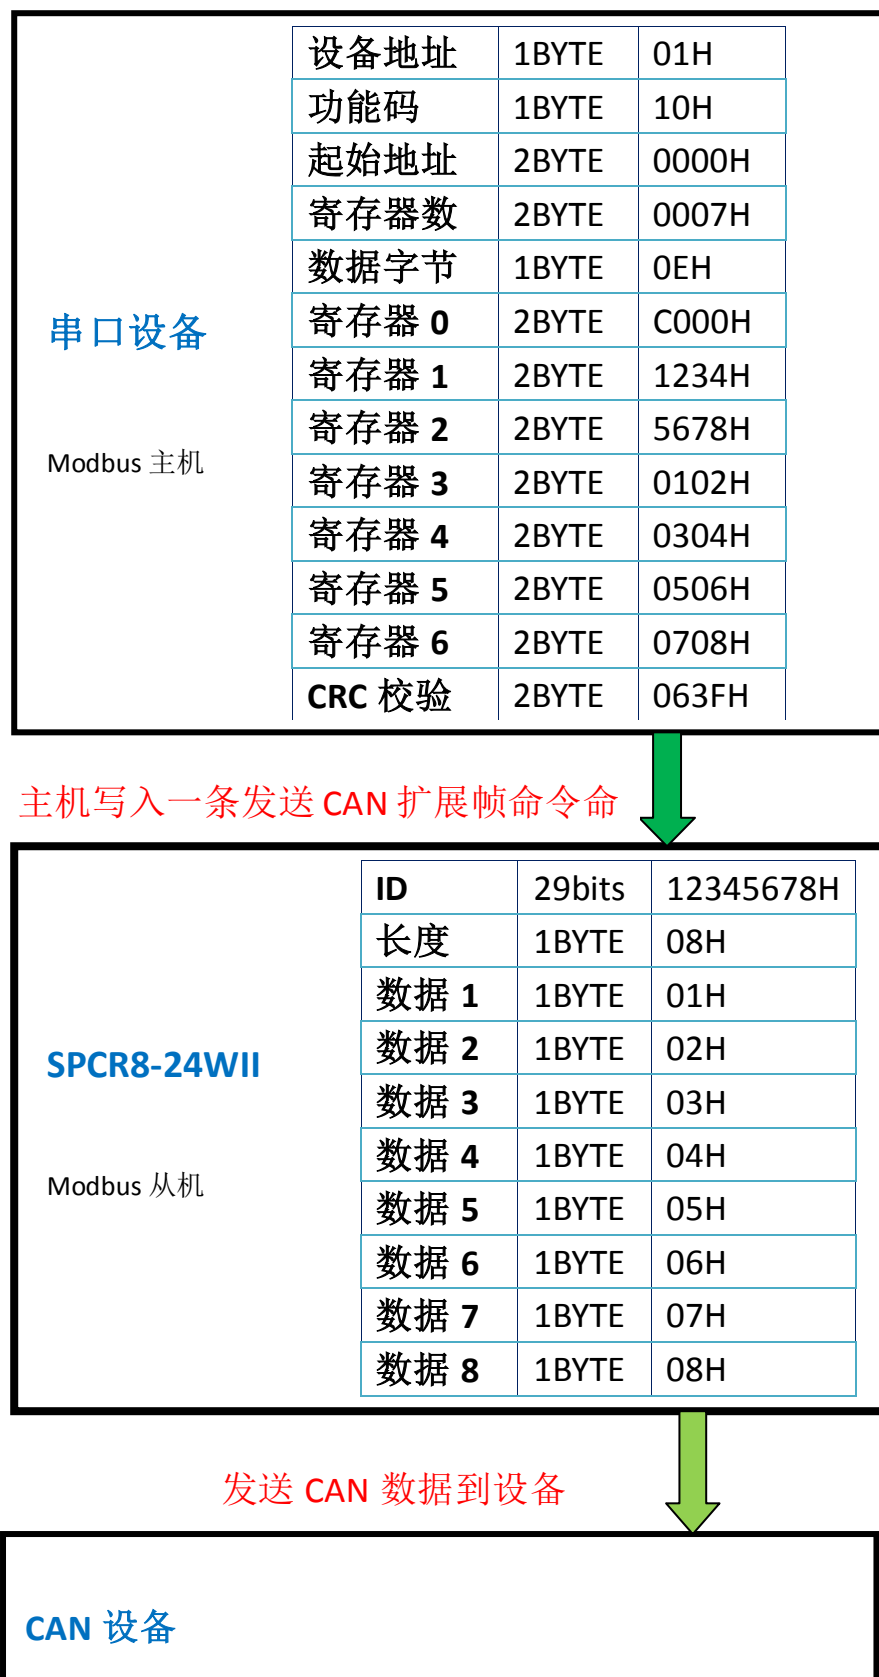 设备地址 1BYTE 01H
功能码 1BYTE 10H
起始地址 2BYTE 0000H
寄存器数 2BYTE 0007H
数据字节 1BYTE 0EH
串口设备
寄存器 0 2BYTE C000H
寄存器 1 2BYTE 1234H
寄存器 2 2BYTE 5678H
Modbus 主机
寄存器 3 2BYTE 0102H
寄存器 4 2BYTE 0304H
寄存器 5 2BYTE 0506H
寄存器 6 2BYTE 0708H
CRC 校验 2BYTE 063FH
主机写入一条发送 CAN 扩展帧命令命
ID 29bits 12345678H
长度 1BYTE 08H
数据 1 1BYTE 01H
数据 2 1BYTE 02H
SPCR8-24WII
数据 3 1BYTE 03H
数据 4 1BYTE 04H
Modbus 从机
数据 5 1BYTE 05H
数据 6 1BYTE 06H
数据 7 1BYTE 07H
数据 8 1BYTE 08H
发送 CAN 数据到设备
CAN 设备